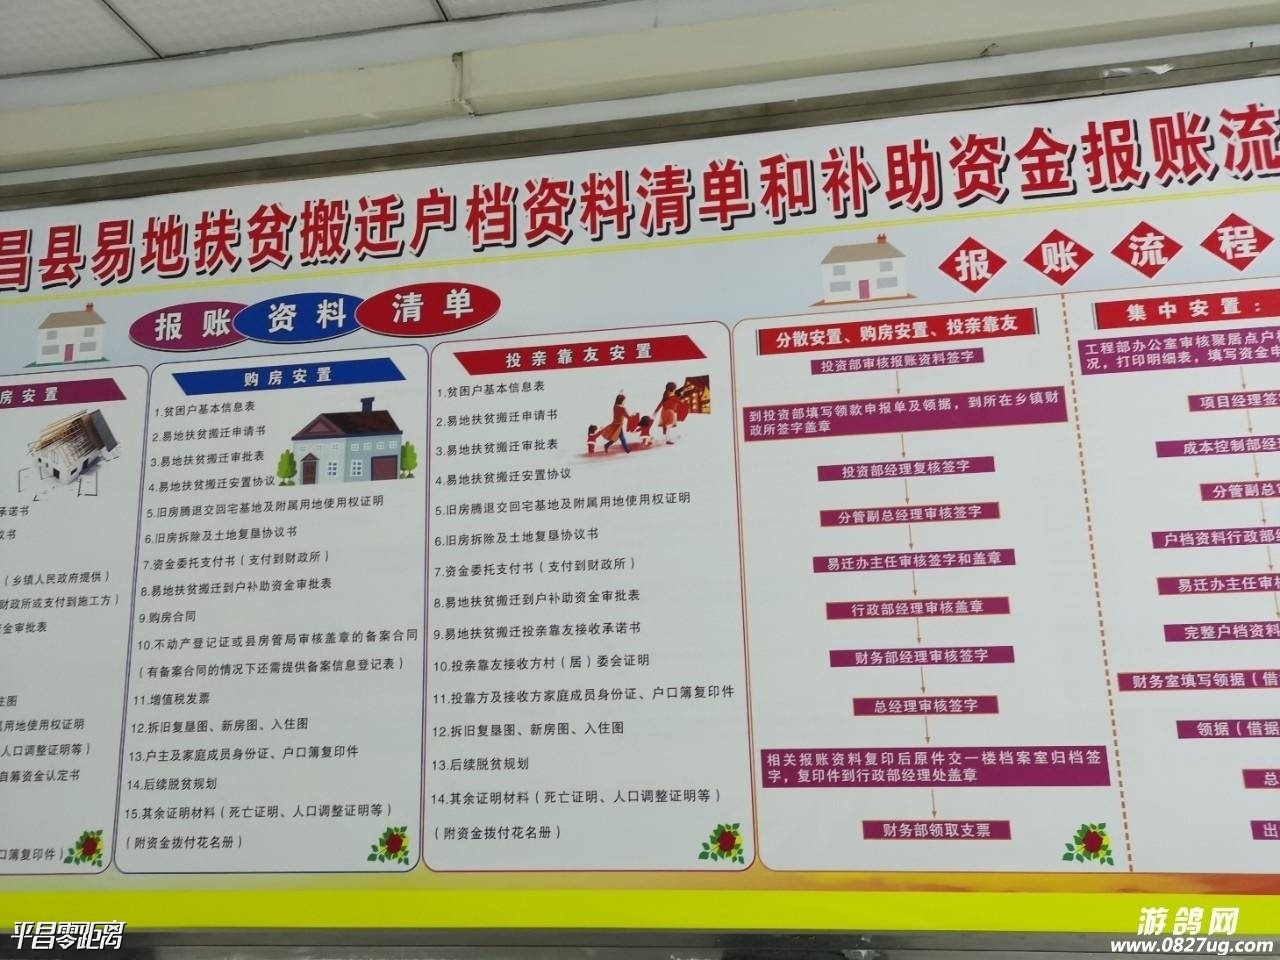 昌县易地扶贫搬迁户档资料清单和补助资金报账流
报账资料清单
报账流程
房安置
承诺书
议书
（乡镇人民政府提供）
财政所或支付到施工方）
金审批表
住图
属用地使用权证明
人口调整证明等）
自筹资金认定书
口簿复印件）
购房安置
1.贫困户基本信息表
2.易地扶贫搬迁申请书
3.易地扶贫搬迁审批表
4.易地扶贫搬迁安置协议
5.旧房腾退交回宅基地及附属用地使用权证明
6.旧房拆除及土地复垦协议书
7.资金委托支付书（支付到财政所）
8.易地扶贫搬迁到户补助资金审批表
9.购房合同
10.不动产登记证或县房管局审核盖章的备案合同
（有备案合同的情况下还需提供备案信息登记表）
11.增值税发票
12.拆旧复垦图、新房图、入住图
13.户主及家庭成员身份证、户口簿复印件
14.后续脱贫规划
15.其余证明材料（死亡证明、人口调整证明等）
（附资金拨付花名册）
投亲靠友安置
1.贫困户基本信息表
2.易地扶贫搬迁申请书
3.易地扶贫搬迁审批表
4.易地扶贫搬迁安置协议
5.旧房腾退交回宅基地及附属用地使用权证明
6.旧房拆除及土地复垦协议书
7.资金委托支付书（支付到财政所）
8.易地扶贫搬迁到户补助资金审批表
9.易地扶贫搬迁投亲靠友接收承诺书
10.投亲靠友接收方村（居）委会证明
11.投靠方及接收方家庭成员身份证、户口簿复印件
12.拆旧复垦图、新房图、入住图
13.后续脱贫规划
14.其余证明材料（死亡证明、人口调整证明等）
（附资金拨付花名册）
分散安置、购房安置、投亲靠友
投资部审核报账资料签字
到投资部填写领款申报单及领据，到所在乡镇财
政所签字盖章
投资部经理复核签字
分管副总经理审核签字
易迁办主任审核签字和盖章
行政部经理审核盖章
财务部经理审核签字
总经理审核签字
相关报账资料复印后原件交一楼档案室归档签
字，复印件到行政部经理处盖章
财务部领取支票
集中安置：
工程部办公室审核聚居点户档
况，打印明细表，填写资金申
项目经理签字
成本控制部经
分管副总
户档资料行政部经
易迁办主任审
完整户档资料
财务室填写领据（借
领据（借据
总
出
平昌零距离
游鸽网
www.0827ug.com